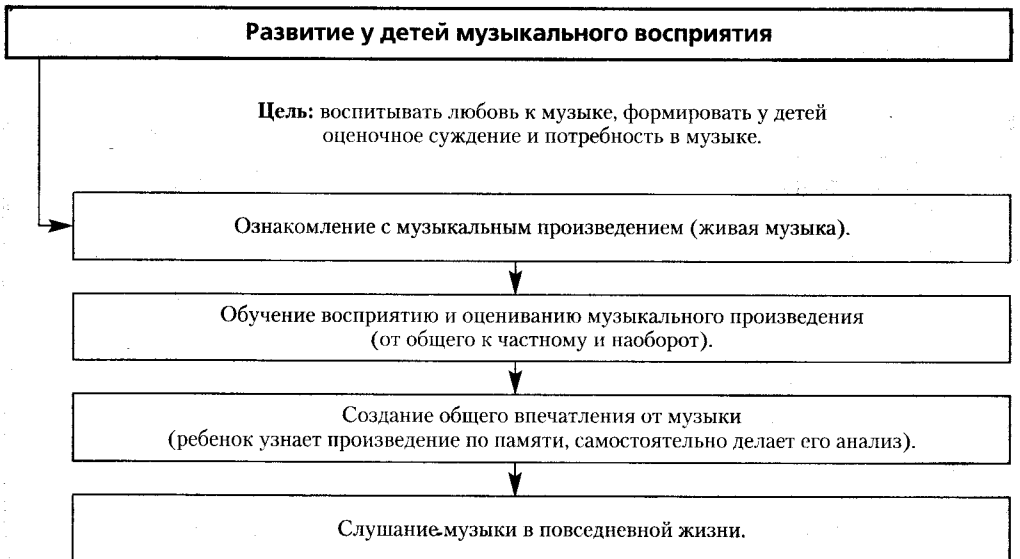 Развитие у детей музыкального восприятия
Цель: воспитывать любовь к музыке, формировать у детей
оценочное суждение и потребность в музыке.
Ознакомление с музыкальным произведением (живая музыка).
Обучение восприятию и оцениванию музыкального произведения
(от общего к частному и наоборот).
Создание общего впечатления от музыки
(ребенок узнает произведение по памяти, самостоятельно делает его анализ).
Слушание музыки в повседневной жизни.